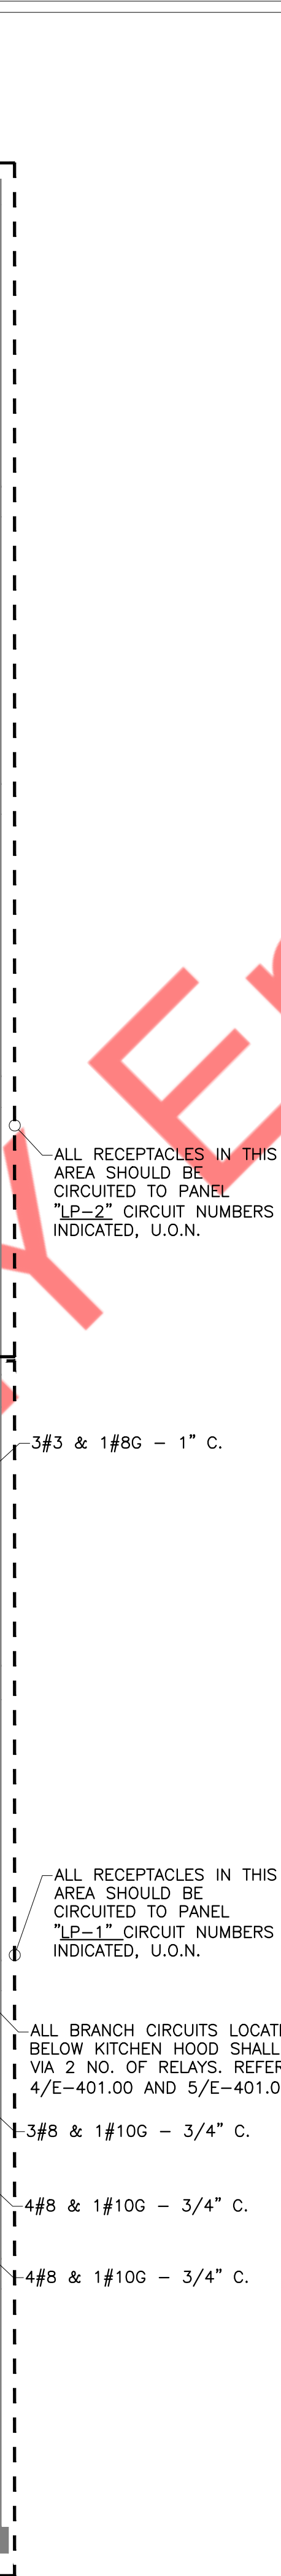 ALL RECEPTACLES IN THIS
AREA SHOULD BE
CIRCUITED TO PANEL
"LP-2" CIRCUIT NUMBERS
INDICATED, U.O.N.
3#3 & 1#8G - 1" C.
ALL RECEPTACLES IN THIS
AREA SHOULD BE
CIRCUITED TO PANEL
"LP-1" CIRCUIT NUMBERS
INDICATED, U.O.N.
ALL BRANCH CIRCUITS
BELOW KITCHEN HOOD SHALL
VIA 2 NO. OF RELAYS. REFER
4/E-401.00 AND
3#8 & 1#10G - 3/4" C.
4#8 & 1#10G - 3/4" C.
4#8 & 1#10G - 3/4" C.